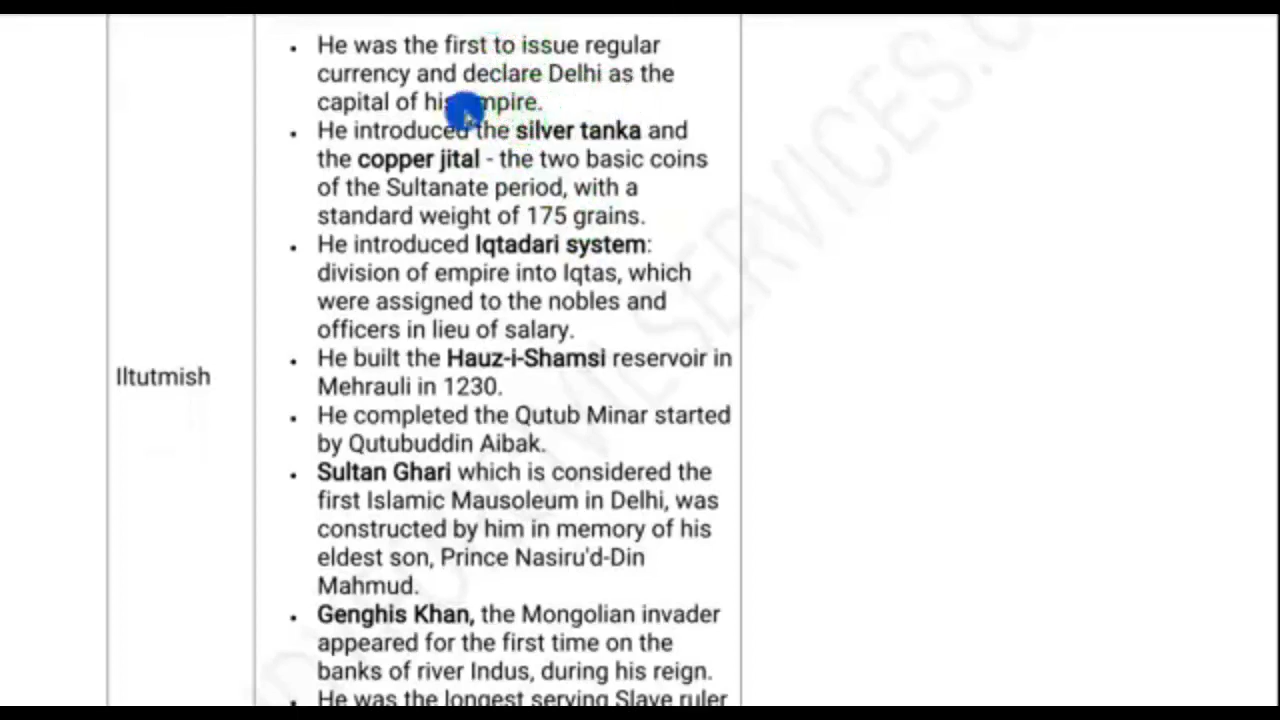 • He was the first to issue regular
currency and declare Delhi as the
capital of his empire.
• He introduced the silver tanka and
the copper jital - the two basic coins
of the Sultanate period, with a
standard weight of 175 grains.
• He introduced Iqtadari system:
division of empire into Iqtas, which
were assigned to the nobles and
officers in lieu of salary.
• He built the Hauz-i-Shamsi reservoir in
Mehrauli in 1230.
Iltutmish
• He completed the Qutub Minar started
by Qutubuddin Aibak.
• Sultan Ghari which is considered the
first Islamic Mausoleum in Delhi, was
constructed by him in memory of his
eldest son, Prince Nasiru'd-Din
Mahmud.
• Genghis Khan, the Mongolian invader
appeared for the first time on the
banks of river Indus, during his reign.
• He was the longest serving Slave ruler